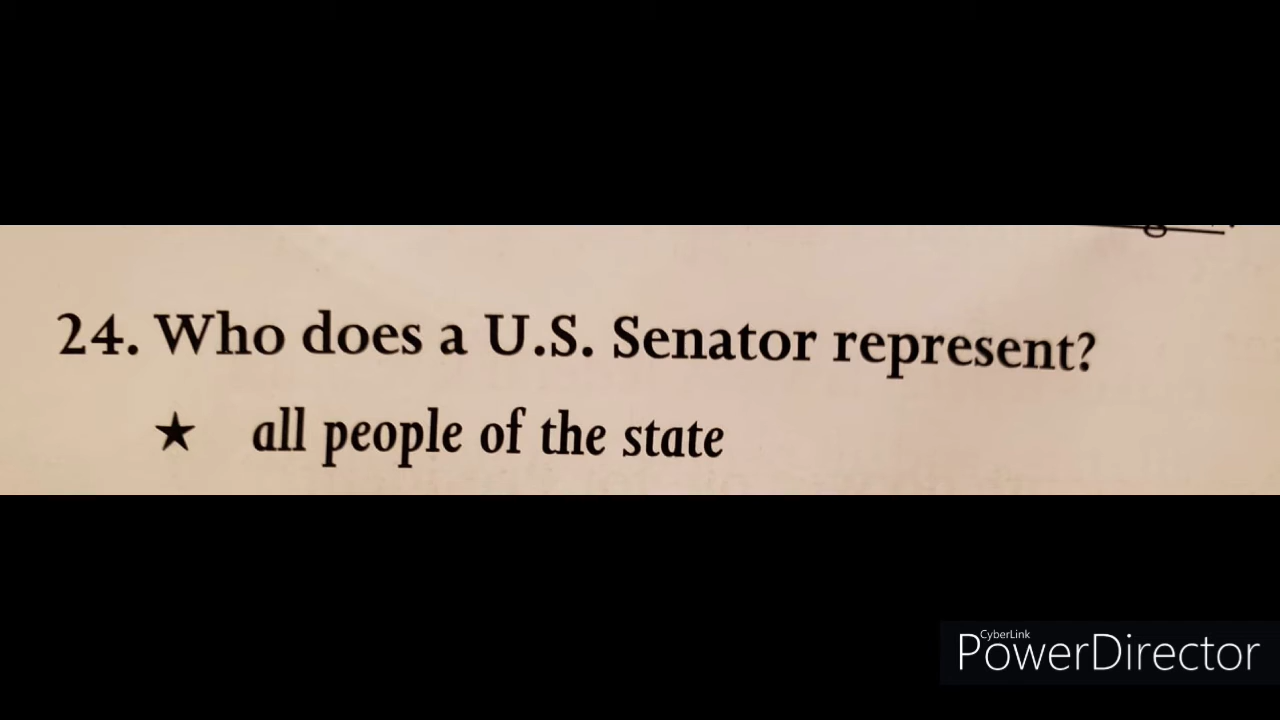 24. Who does a U.S. Senator represent?
★ all people of the state
CyberLink
PowerDirector